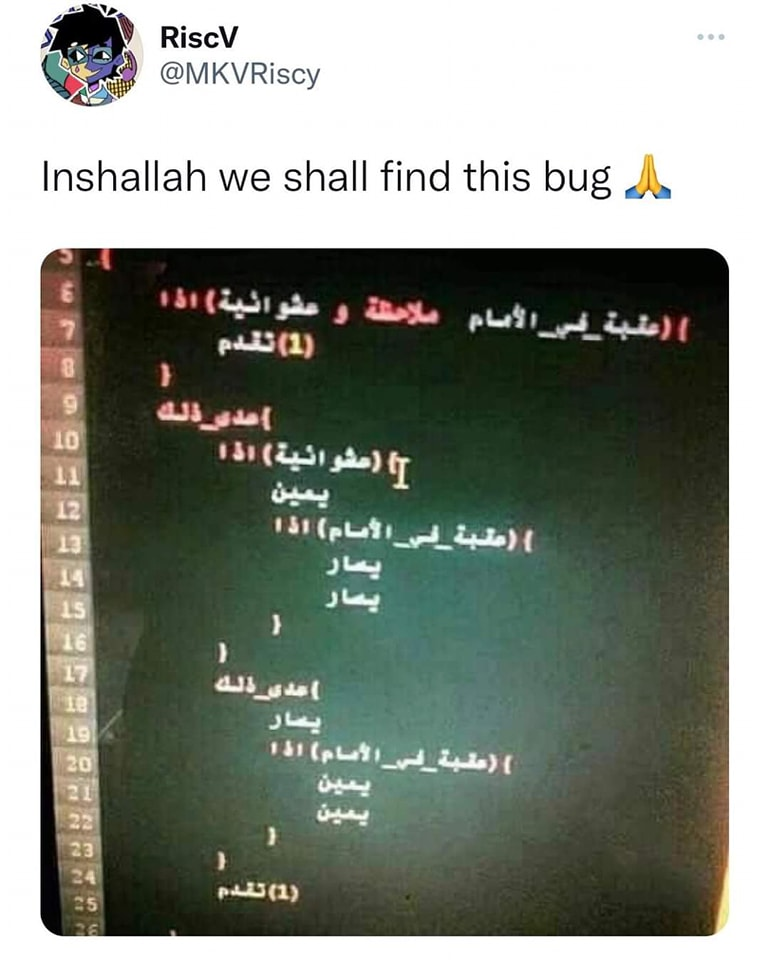 RiscV
@MKVRiscy
Inshallah we shall find this bug 🙏
5 {
6 اذا(عشوائية و ملاحظة عقبة_في_الأمام){
7 تقدم(1)
8 }
9 عدى_ذلك{
10 اذا(عشوائية){
11 يمين
12 اذا(عقبة_في_الأمام){
13 يسار
14 يسار
15 }
16 }
17 عدى_ذلك{
18 يسار
19 اذا(عقبة_في_الأمام){
20 يمين
21 يمين
22 }
23 }
24 تقدم(1)
25
26 }